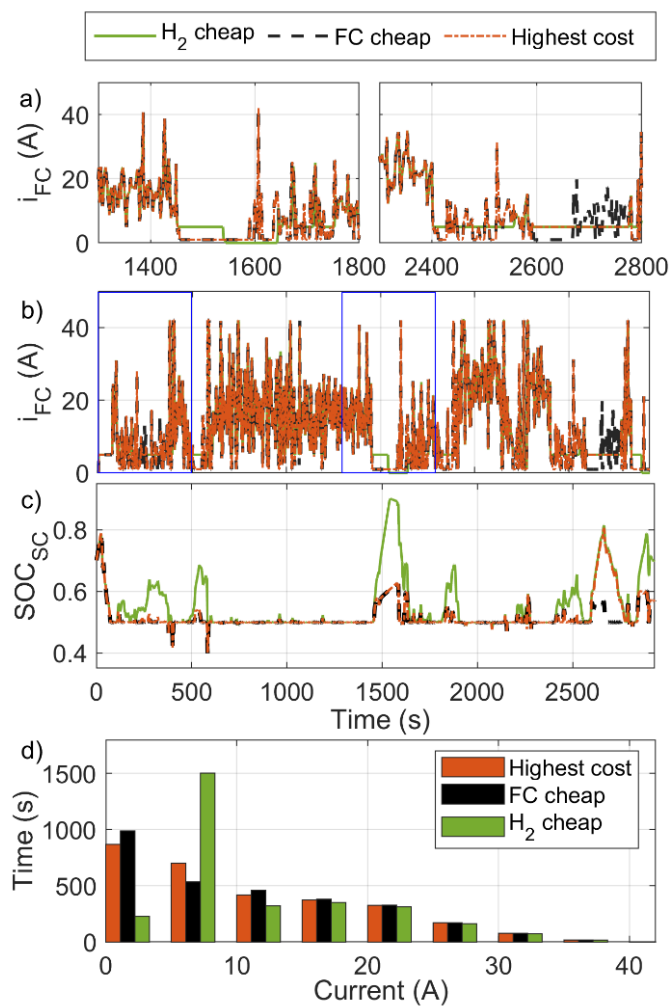 H2 cheap FC cheap Highest cost
a)
iFC (A)
40
20
0
1400 1600 1800 2400 2600 2800
b)
iFC (A)
40
20
0
c)
SOCSC
0.8
0.6
0.4
0 500 1000 1500 2000 2500
Time (s)
d)
Time (s)
1500
1000
500
0
Highest cost
FC cheap
H2 cheap
0 10 20 30 40
Current (A)